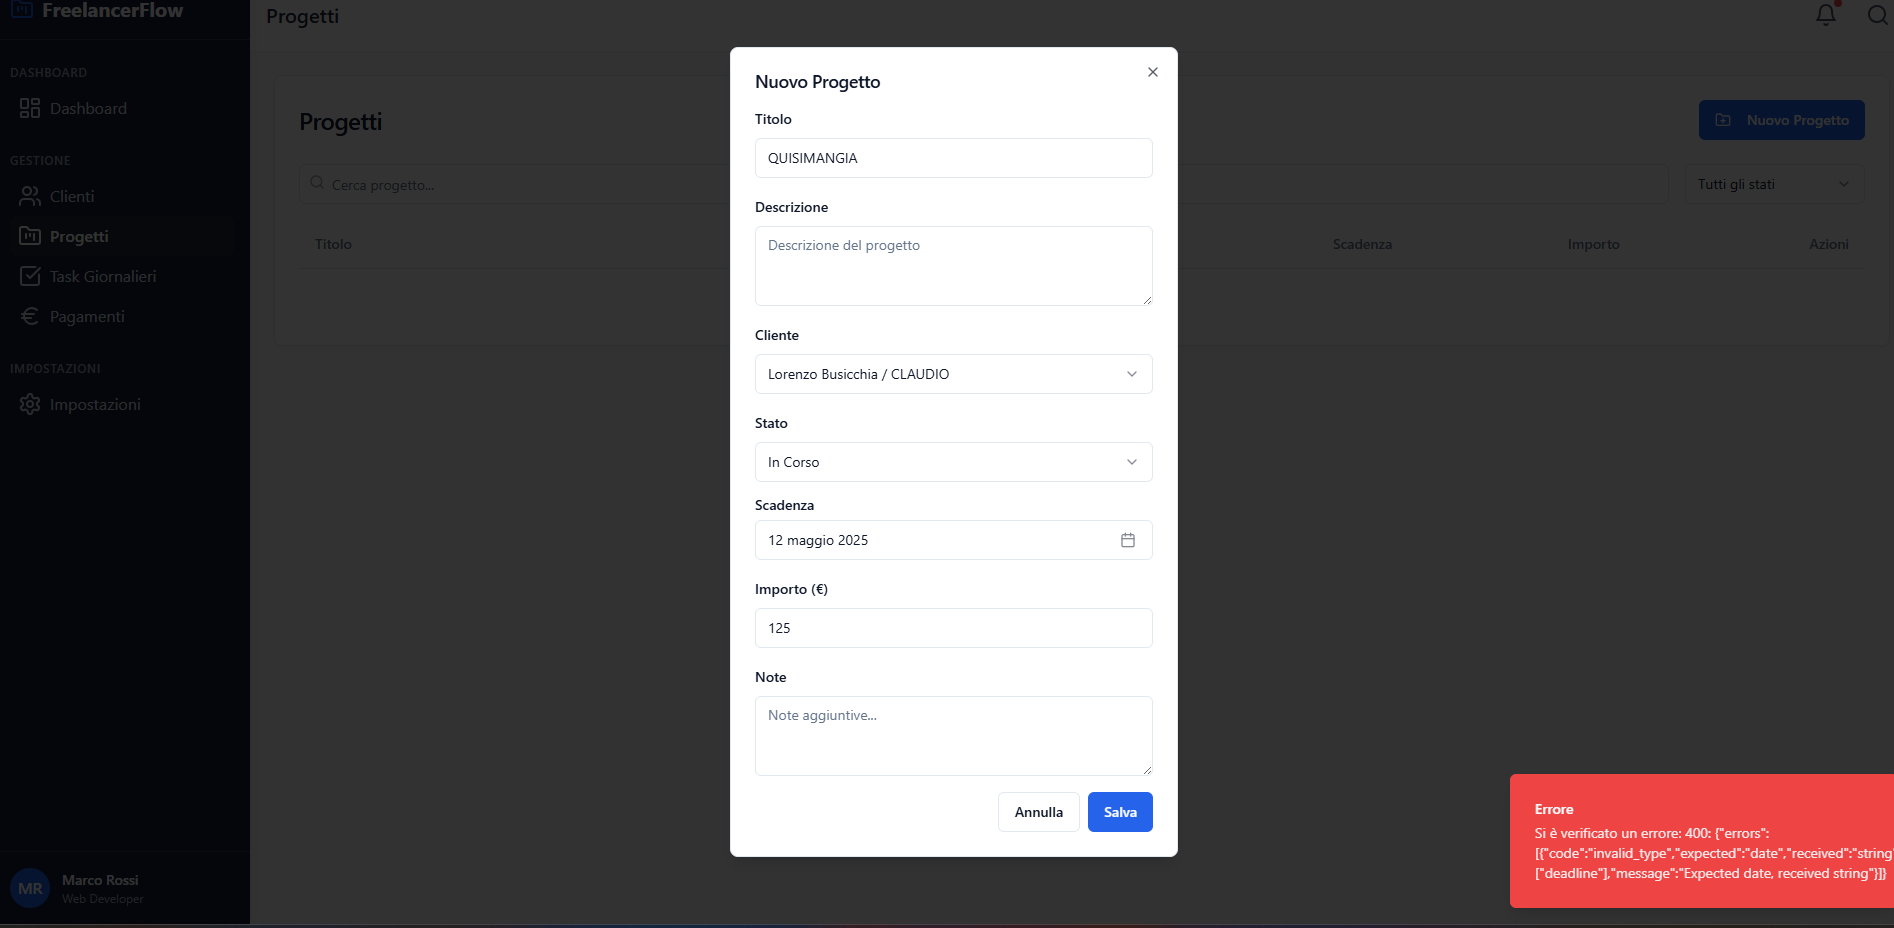 FreelancerFlow
Progetti
DASHBOARD
Dashboard
GESTIONE
Clienti
Progetti
Task Giornalieri
Pagamenti
IMPOSTAZIONI
Impostazioni
MR
Marco Rossi
Web Developer
Progetti
Nuovo Progetto
Cerca progetto...
Tutti gli stati
Titolo
Scadenza
Importo
Azioni
Nuovo Progetto
Titolo
QUISIMANGIA
Descrizione
Descrizione del progetto
Cliente
Lorenzo Busicchia / CLAUDIO
Stato
In Corso
Scadenza
12 maggio 2025
Importo (€)
125
Note
Note aggiuntive...
Annulla
Salva
Errore
Si è verificato un errore: 400: {"errors":
[{"code":"invalid_type","expected":"date","received":"string"
["deadline"],"message":"Expected date, received string"}]}